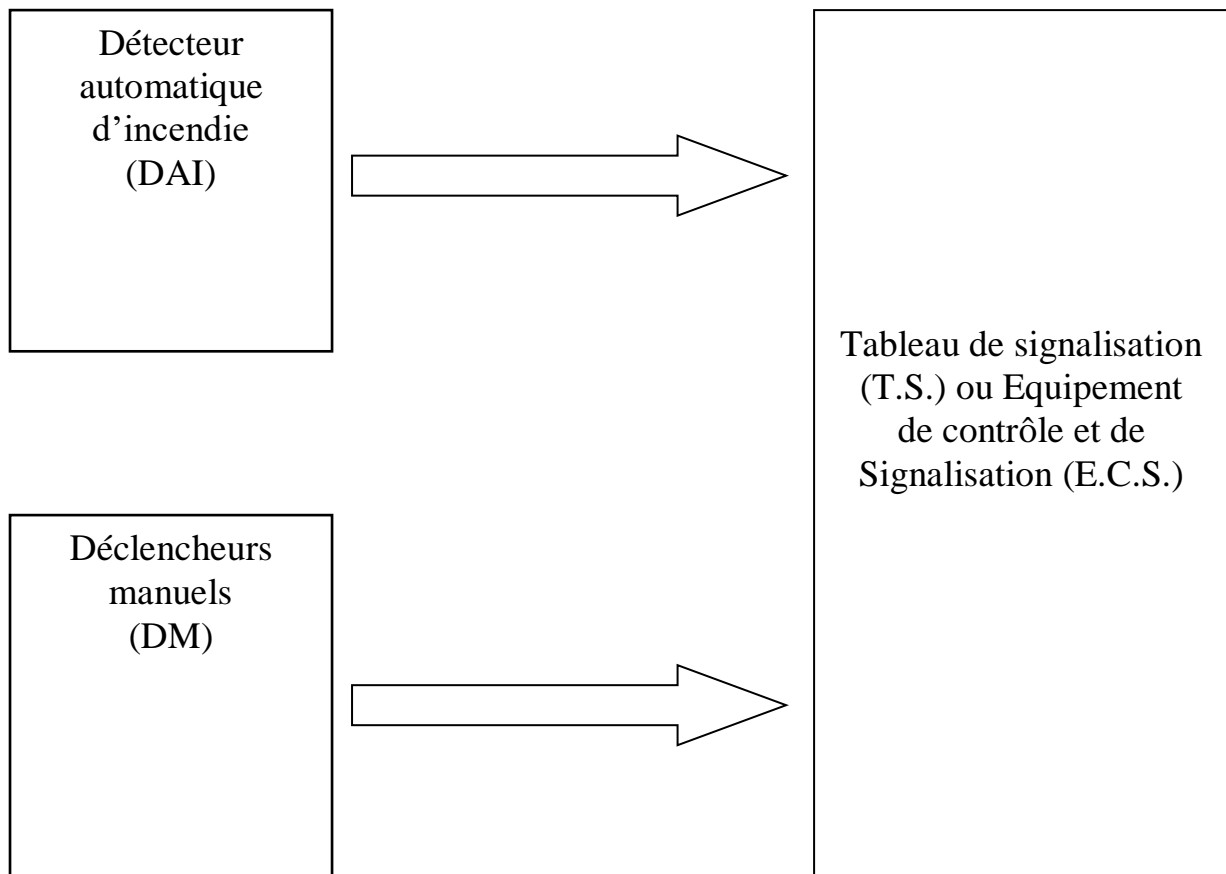 Détecteur
automatique
d’incendie
(DAI)
Tableau de signalisation
(T.S.) ou Equipement
de contrôle et de
Signalisation (E.C.S.)
Déclencheurs
manuels
(DM)